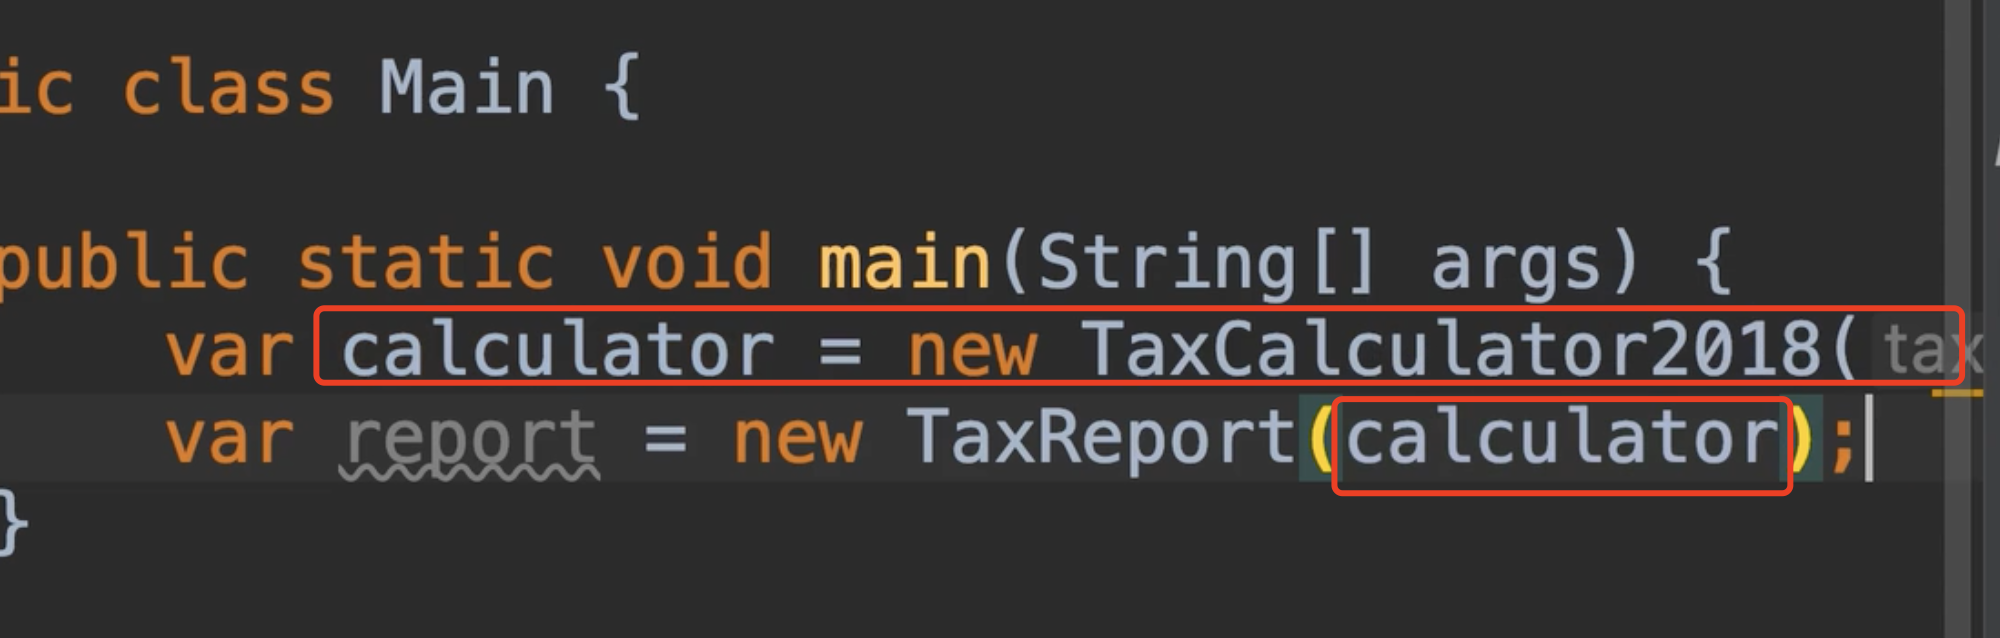 ic class Main {
public static void main(String[] args) {
var calculator = new TaxCalculator2018( tax
var report = new TaxReport(calculator);
}